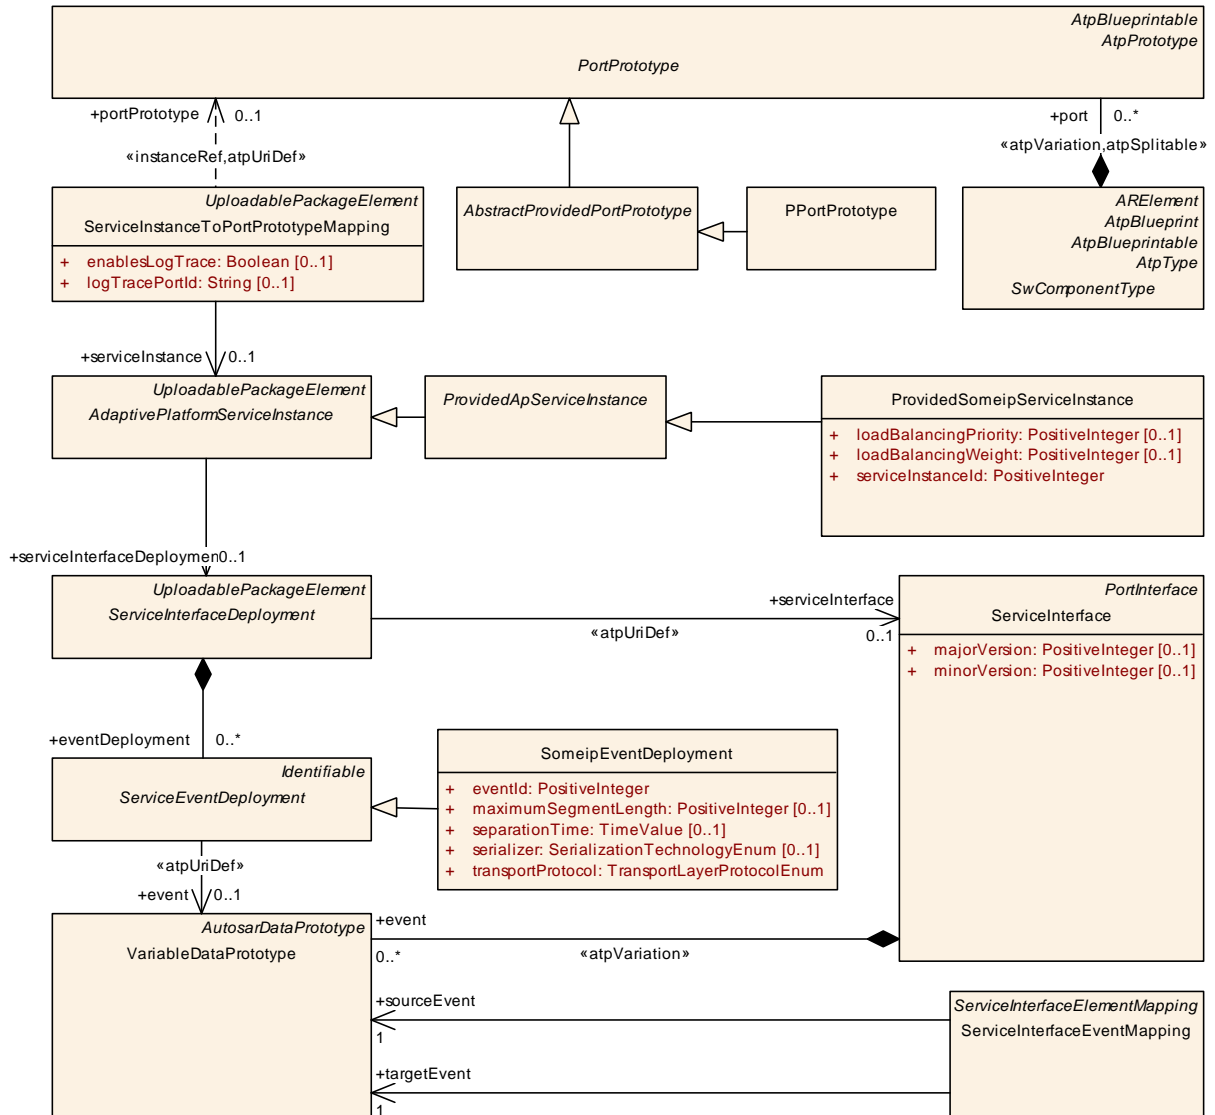 AtpBlueprintable
AtpPrototype
PortPrototype
+portPrototype 0..1
+port 0..*
«instanceRef,atpUriDef»
«atpVariation,atpSplitable»
UploadablePackageElement
ServiceInstanceToPortPrototypeMapping
+ enablesLogTrace: Boolean [0..1]
+ logTracePortId: String [0..1]
AbstractProvidedPortPrototype
PPortPrototype
ARElement
AtpBlueprint
AtpBlueprintable
AtpType
SwComponentType
+serviceInstance 0..1
UploadablePackageElement
AdaptivePlatformServiceInstance
ProvidedApServiceInstance
ProvidedSomeipServiceInstance
+ loadBalancingPriority: PositiveInteger [0..1]
+ loadBalancingWeight: PositiveInteger [0..1]
+ serviceInstanceId: PositiveInteger
+serviceInterfaceDeploymen 0..1
UploadablePackageElement
ServiceInterfaceDeployment
+serviceInterface
0..1
«atpUriDef»
PortInterface
ServiceInterface
+ majorVersion: PositiveInteger [0..1]
+ minorVersion: PositiveInteger [0..1]
+eventDeployment 0..*
Identifiable
ServiceEventDeployment
SomeipEventDeployment
+ eventId: PositiveInteger
+ maximumSegmentLength: PositiveInteger [0..1]
+ separationTime: TimeValue [0..1]
+ serializer: SerializationTechnologyEnum [0..1]
+ transportProtocol: TransportLayerProtocolEnum
«atpUriDef»
+event 0..1
AutosarDataPrototype
VariableDataPrototype
+event
0..*
«atpVariation»
+sourceEvent
1
+targetEvent
1
ServiceInterfaceElementMapping
ServiceInterfaceEventMapping